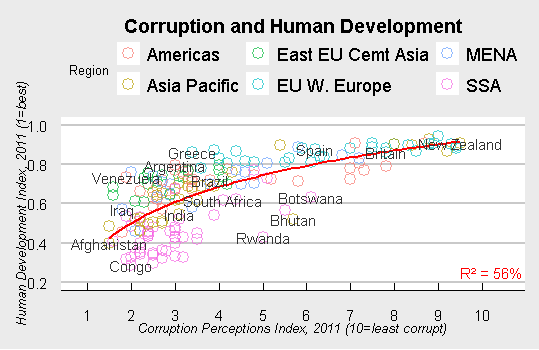 Corruption and Human Development
Region
Americas
East EU Cemt Asia
MENA
Asia Pacific
EU W. Europe
SSA
Human Development Index, 2011 (1=best)
1.0
0.8
0.6
0.4
0.2
Greece
Spain
Britain
New Zealand
Argentina
Venezuela
Brazil
South Africa
Botswana
Iraq
India
Bhutan
Rwanda
Afghanistan
Congo
R² = 56%
1 2 3 4 5 6 7 8 9 10
Corruption Perceptions Index, 2011 (10=least corrupt)